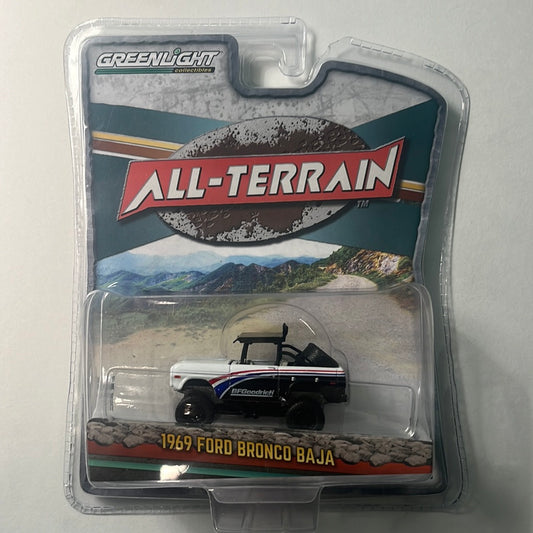 GREENLIGHT
collectibles
ALL-TERRAIN
TM
BFGoodrich
1969 FORD BRONCO BAJA